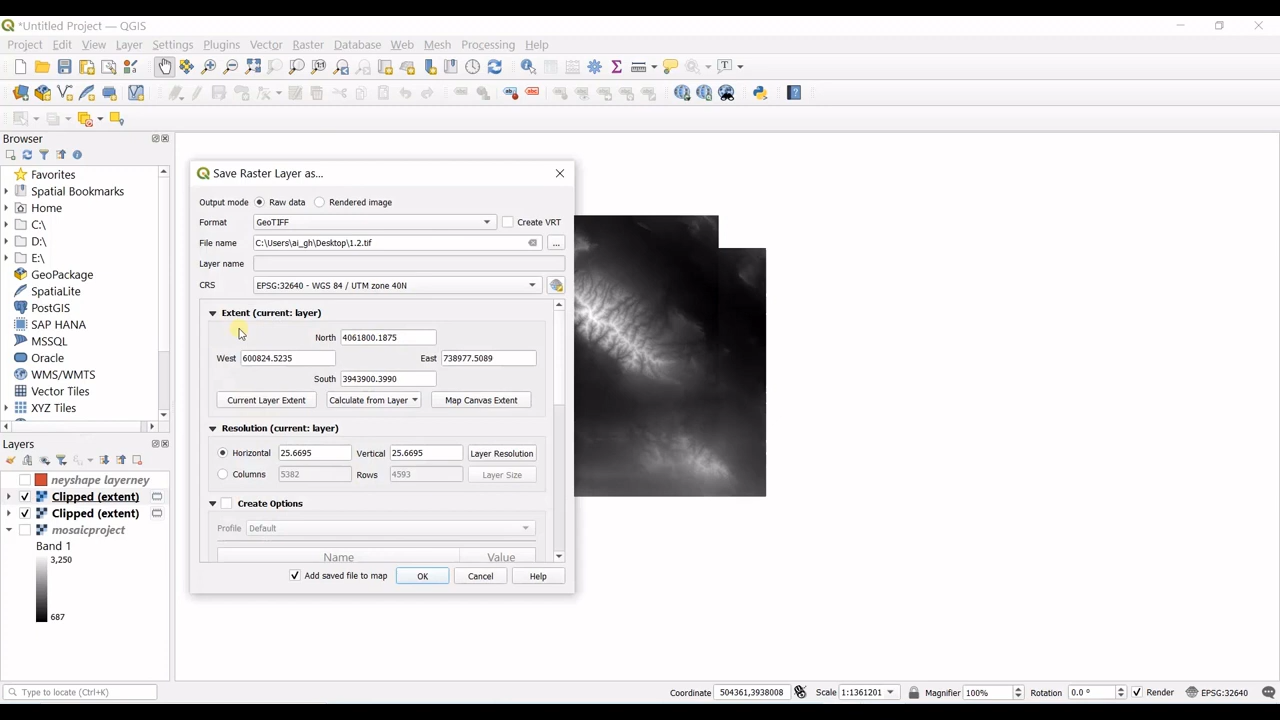 *Untitled Project — QGIS
Project Edit View Layer Settings Plugins Vector Raster Database Web Mesh Processing Help
Browser
Favorites
Spatial Bookmarks
Home
C:\
D:\
E:\
GeoPackage
SpatiaLite
PostGIS
SAP HANA
MSSQL
Oracle
WMS/WMTS
Vector Tiles
XYZ Tiles
Layers
neyshape layerney
Clipped (extent)
Clipped (extent)
mosaicproject
Band 1
3,250
687
Save Raster Layer as...
Output mode Raw data Rendered image
Format GeoTIFF Create VRT
File name C:\Users\ai_gh\Desktop\1.2.tif ...
Layer name
CRS EPSG:32640 - WGS 84 / UTM zone 40N
Extent (current: layer)
North 4061800.1875
West 600824.5235 East 738977.5089
South 3943900.3990
Current Layer Extent Calculate from Layer Map Canvas Extent
Resolution (current: layer)
Horizontal 25.6695 Vertical 25.6695 Layer Resolution
Columns 5382 Rows 4593 Layer Size
Create Options
Profile Default
Name Value
Add saved file to map OK Cancel Help
Type to locate (Ctrl+K) Coordinate 504361,3938008 Scale 1:1361201 Magnifier 100% Rotation 0.0 ° Render EPSG:32640